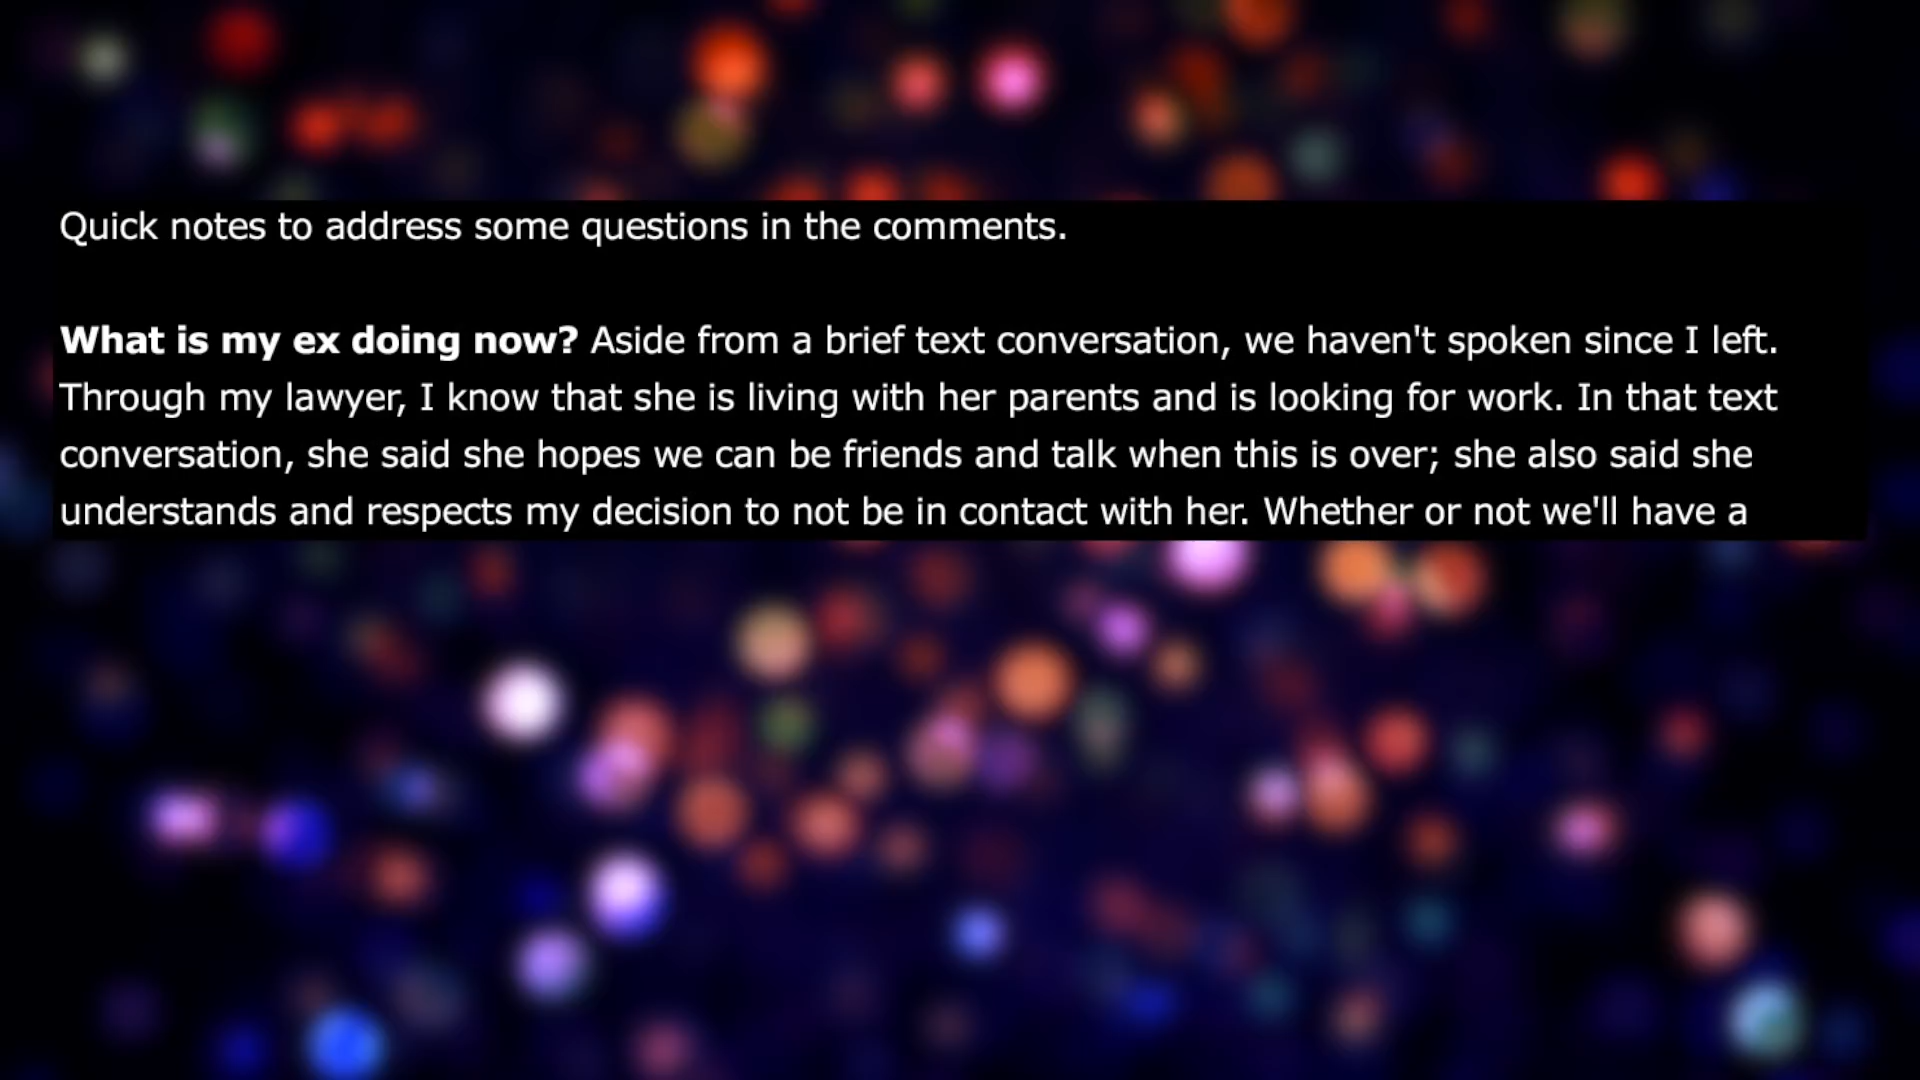 Quick notes to address some questions in the comments.
What is my ex doing now? Aside from a brief text conversation, we haven't spoken since I left.
Through my lawyer, I know that she is living with her parents and is looking for work. In that text
conversation, she said she hopes we can be friends and talk when this is over; she also said she
understands and respects my decision to not be in contact with her. Whether or not we'll have a